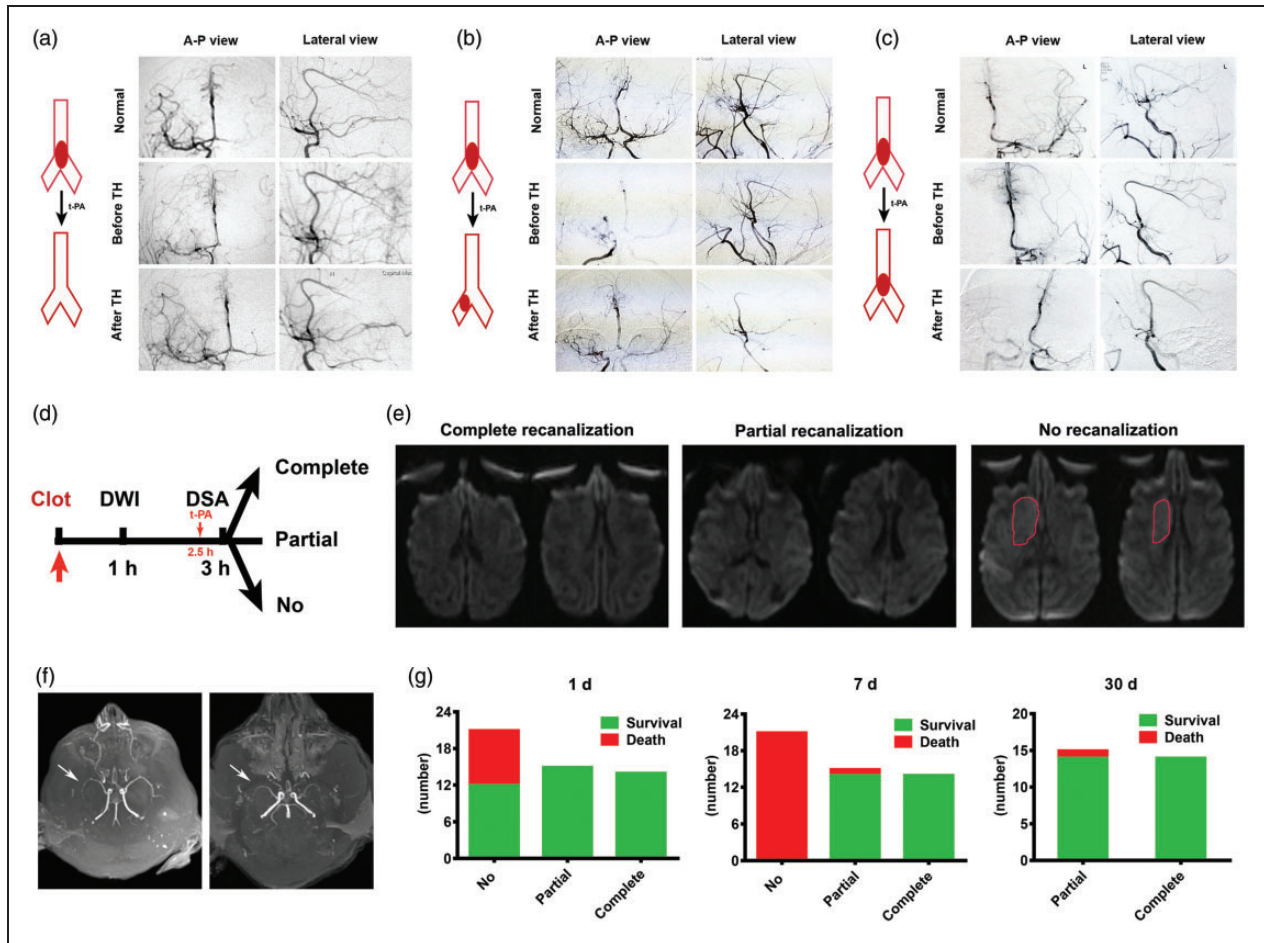 (a)
A-P view
Lateral view
Normal
Before TH
After TH
t-PA
(b)
A-P view
Lateral view
Normal
Before TH
After TH
t-PA
(c)
A-P view
Lateral view
L
L
Normal
Before TH
After TH
t-PA
(d)
Clot
DWI
DSA
t-PA
2.5 h
1 h
3 h
Complete
Partial
No
(e)
Complete recanalization
Partial recanalization
No recanalization
(f)
(g)
1 d
24
18
12
6
0
(number)
Survival
Death
No
Partial
Complete
7 d
24
18
12
6
0
(number)
Survival
Death
No
Partial
Complete
30 d
20
15
10
5
0
(number)
Survival
Death
Partial
Complete